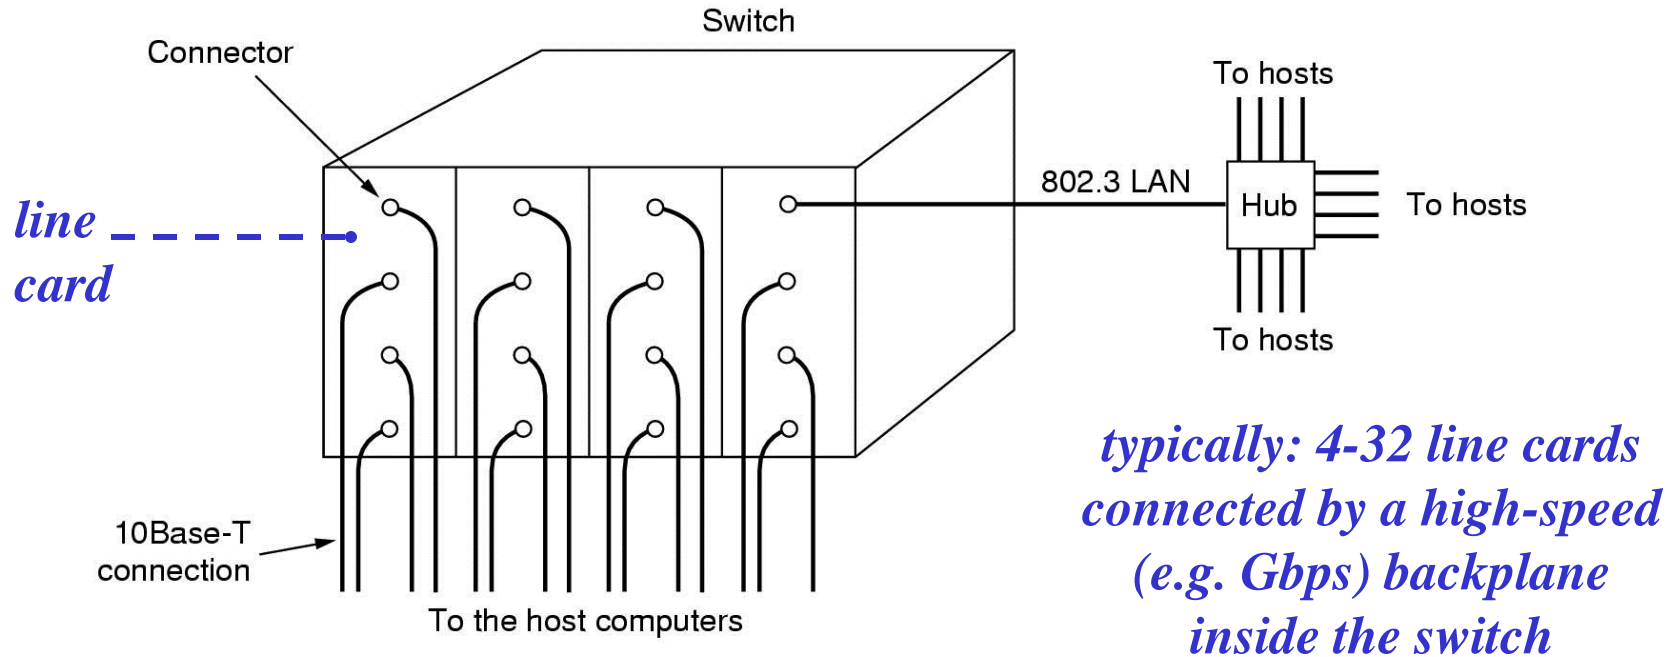 Switch
Connector
To hosts
802.3 LAN
Hub
To hosts
To hosts
line
card
10Base-T
connection
To the host computers
typically: 4-32 line cards
connected by a high-speed
(e.g. Gbps) backplane
inside the switch